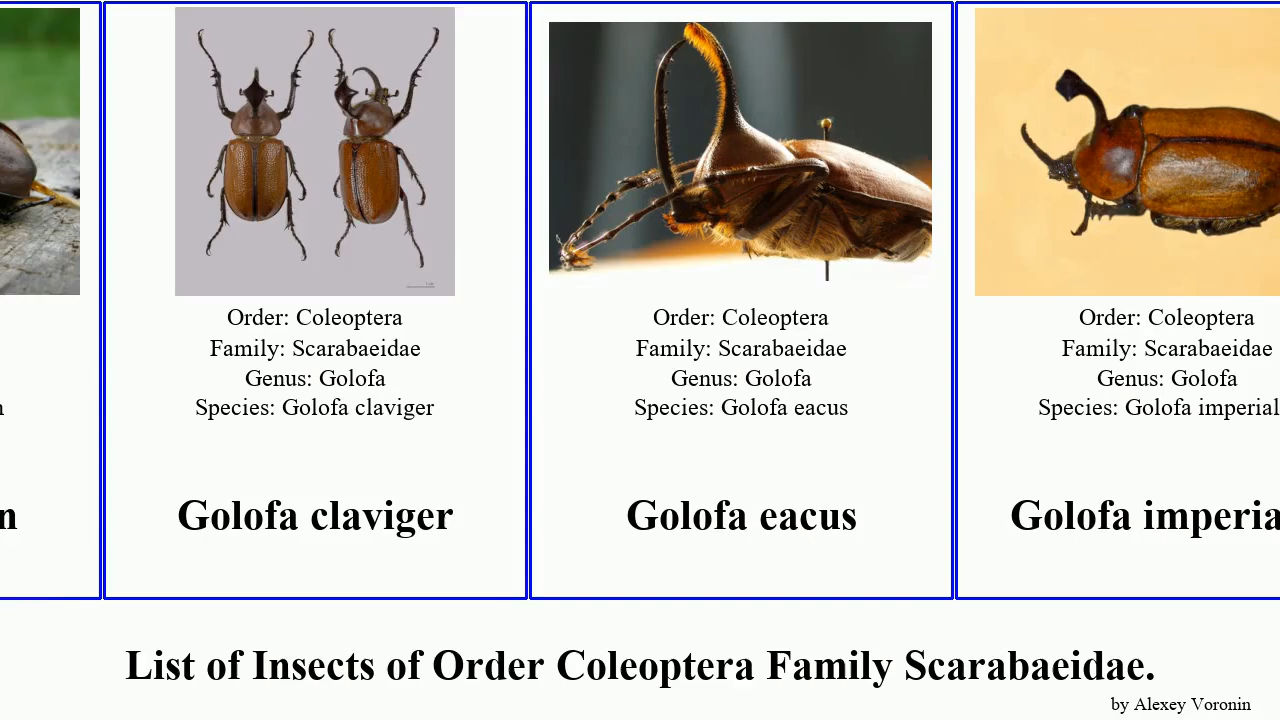 Order: Coleoptera
Family: Scarabaeidae
Genus: Golofa
Species: Golofa claviger
Golofa claviger
Order: Coleoptera
Family: Scarabaeidae
Genus: Golofa
Species: Golofa eacus
Golofa eacus
Order: Coleoptera
Family: Scarabaeidae
Genus: Golofa
Species: Golofa imperial
Golofa imperia
List of Insects of Order Coleoptera Family Scarabaeidae.
by Alexey Voronin